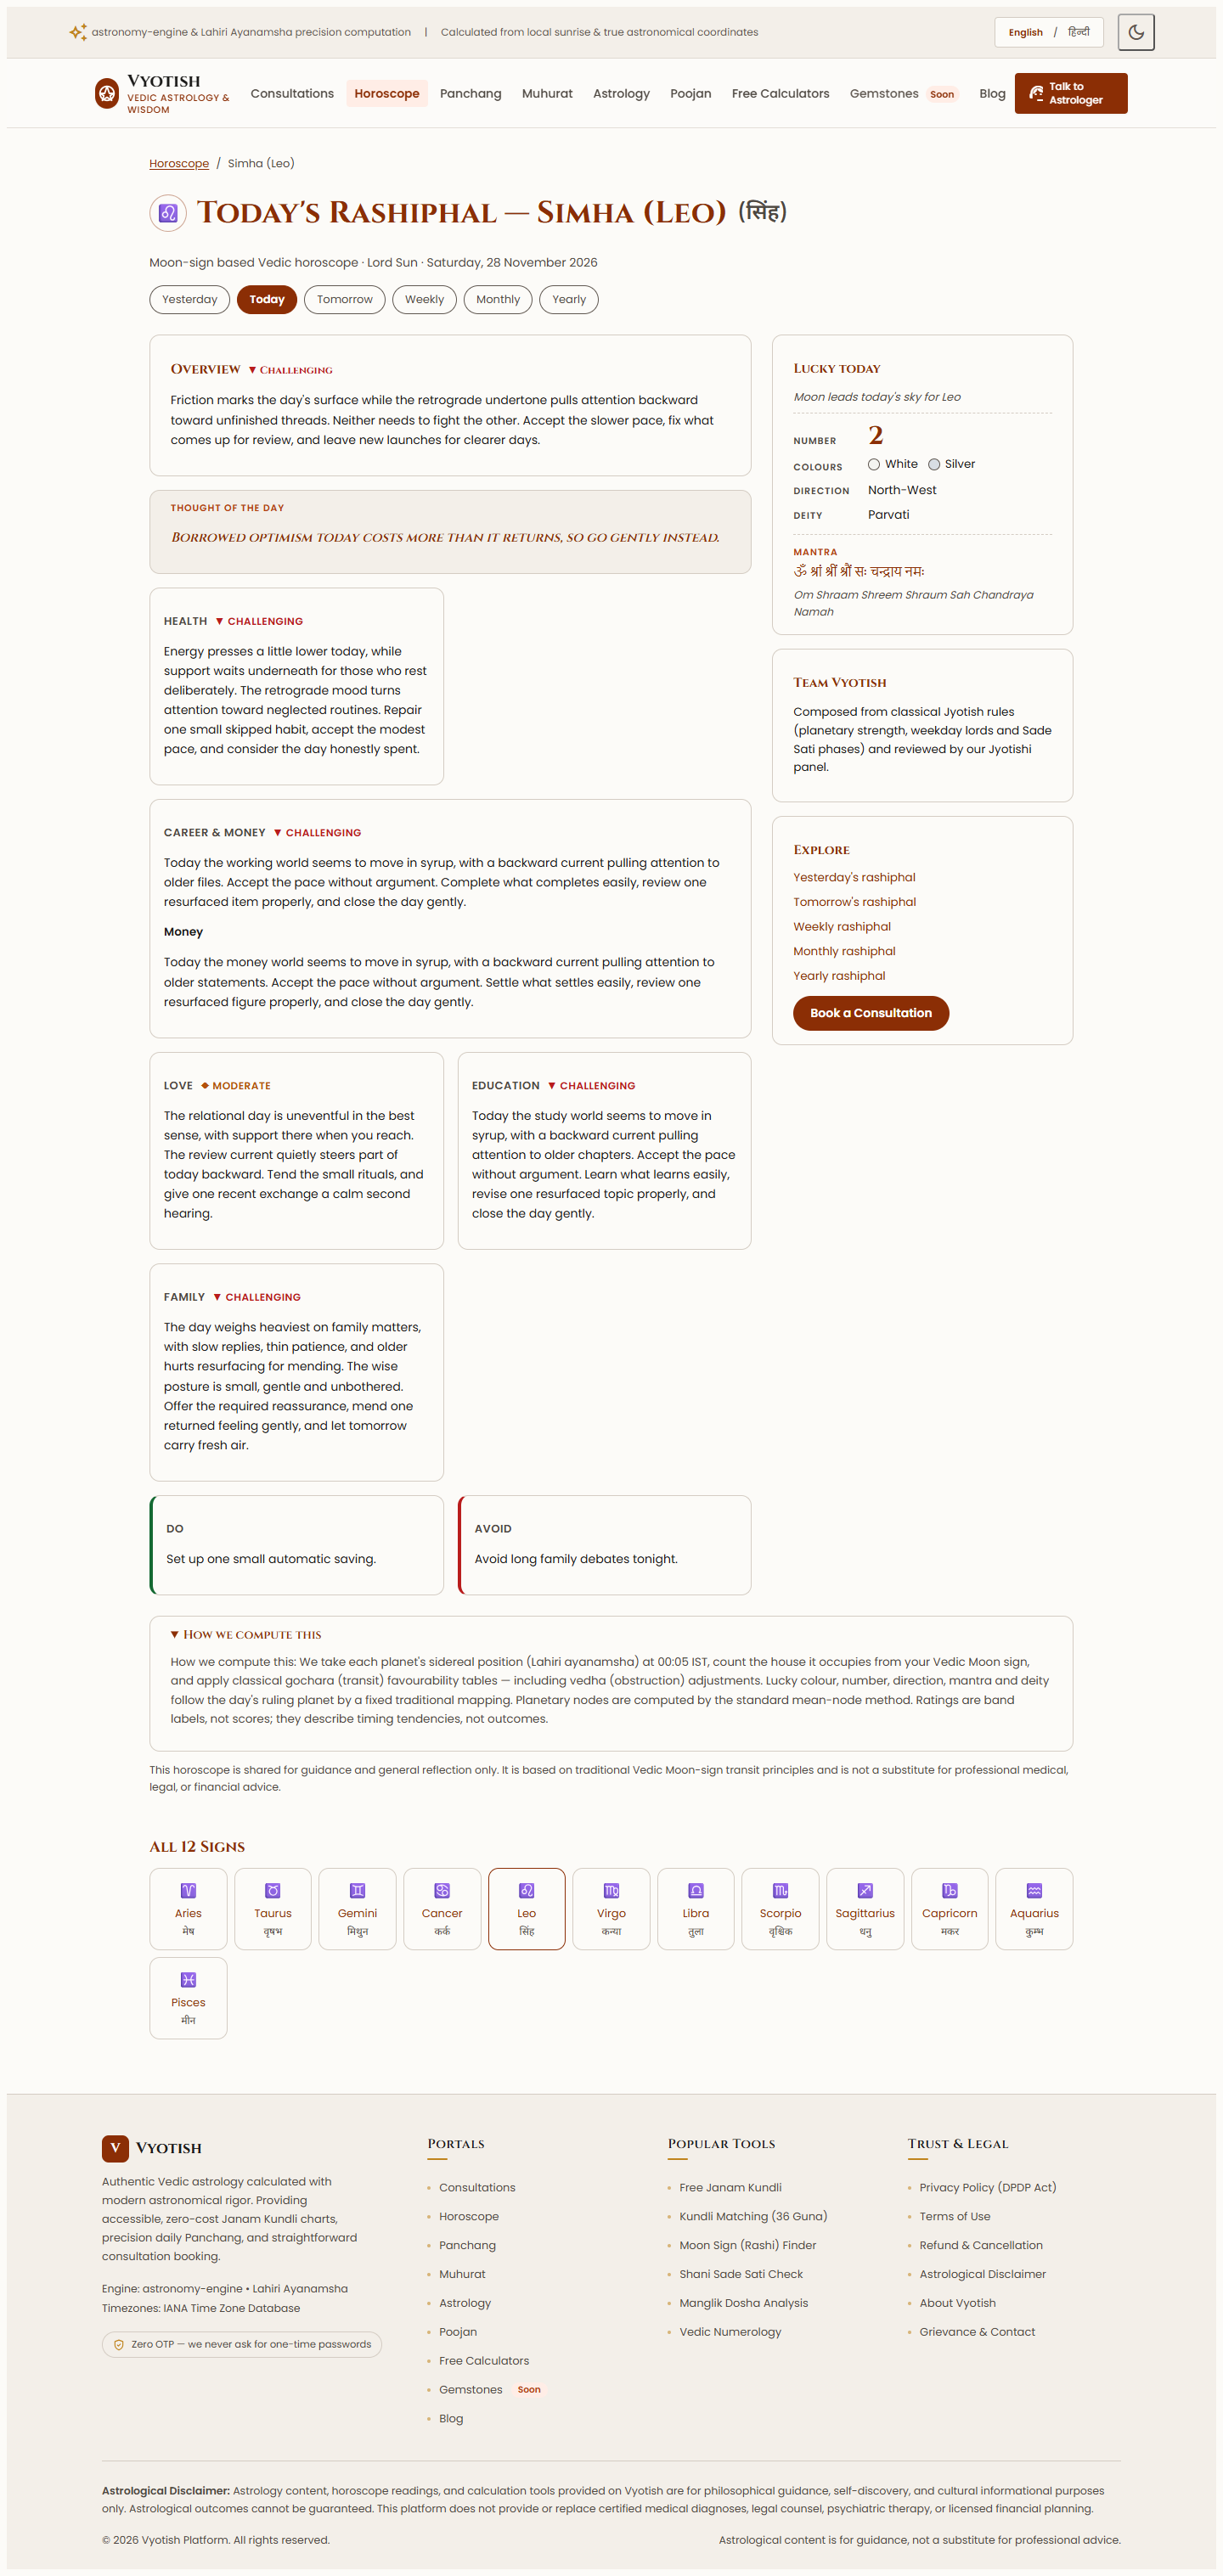 astronomy-engine & Lahiri Ayanamsha precision computation | Calculated from local sunrise & true astronomical coordinates
English / हिन्दी
Vyotish
VEDIC ASTROLOGY & WISDOM
Consultations
Horoscope
Panchang
Muhurat
Astrology
Poojan
Free Calculators
Gemstones Soon
Blog
Talk to Astrologer
Horoscope / Simha (Leo)
Today's Rashiphal — Simha (Leo) (सिंह)
Moon-sign based Vedic horoscope · Lord Sun · Saturday, 28 November 2026
Yesterday
Today
Tomorrow
Weekly
Monthly
Yearly
Overview ▼ Challenging
Friction marks the day's surface while the retrograde undertone pulls attention backward
toward unfinished threads. Neither needs to fight the other. Accept the slower pace, fix what
comes up for review, and leave new launches for clearer days.
THOUGHT OF THE DAY
Borrowed optimism today costs more than it returns, so go gently instead.
HEALTH ▼ CHALLENGING
Energy presses a little lower today, while
support waits underneath for those who rest
deliberately. The retrograde mood turns
attention toward neglected routines. Repair
one small skipped habit, accept the modest
pace, and consider the day honestly spent.
CAREER & MONEY ▼ CHALLENGING
Today the working world seems to move in syrup, with a backward current pulling attention to
older files. Accept the pace without argument. Complete what completes easily, review one
resurfaced item properly, and close the day gently.
Money
Today the money world seems to move in syrup, with a backward current pulling attention to
older statements. Accept the pace without argument. Settle what settles easily, review one
resurfaced figure properly, and close the day gently.
LOVE ◆ MODERATE
The relational day is uneventful in the best
sense, with support there when you reach.
The review current quietly steers part of
today backward. Tend the small rituals, and
give one recent exchange a calm second
hearing.
EDUCATION ▼ CHALLENGING
Today the study world seems to move in
syrup, with a backward current pulling
attention to older chapters. Accept the pace
without argument. Learn what learns easily,
revise one resurfaced topic properly, and
close the day gently.
FAMILY ▼ CHALLENGING
The day weighs heaviest on family matters,
with slow replies, thin patience, and older
hurts resurfacing for mending. The wise
posture is small, gentle and unbothered.
Offer the required reassurance, mend one
returned feeling gently, and let tomorrow
carry fresh air.
DO
Set up one small automatic saving.
AVOID
Avoid long family debates tonight.
Lucky today
Moon leads today's sky for Leo
NUMBER 2
COLOURS White Silver
DIRECTION North-West
DEITY Parvati
MANTRA
ॐ श्रां श्रीं श्रौं सः चन्द्राय नमः
Om Shraam Shreem Shraum Sah Chandraya
Namah
Team Vyotish
Composed from classical Jyotish rules
(planetary strength, weekday lords and Sade
Sati phases) and reviewed by our Jyotishi
panel.
Explore
Yesterday's rashiphal
Tomorrow's rashiphal
Weekly rashiphal
Monthly rashiphal
Yearly rashiphal
Book a Consultation
▼ How we compute this
How we compute this: We take each planet's sidereal position (Lahiri ayanamsha) at 00:05 IST, count the house it occupies from your Vedic Moon sign,
and apply classical gochara (transit) favourability tables — including vedha (obstruction) adjustments. Lucky colour, number, direction, mantra and deity
follow the day's ruling planet by a fixed traditional mapping. Planetary nodes are computed by the standard mean-node method. Ratings are band
labels, not scores; they describe timing tendencies, not outcomes.
This horoscope is shared for guidance and general reflection only. It is based on traditional Vedic Moon-sign transit principles and is not a substitute for professional medical,
legal, or financial advice.
All 12 Signs
Aries
मेष
Taurus
वृषभ
Gemini
मिथुन
Cancer
कर्क
Leo
सिंह
Virgo
कन्या
Libra
तुला
Scorpio
वृश्चिक
Sagittarius
धनु
Capricorn
मकर
Aquarius
कुम्भ
Pisces
मीन
V Vyotish
Authentic Vedic astrology calculated with
modern astronomical rigor. Providing
accessible, zero-cost Janam Kundli charts,
precision daily Panchang, and straightforward
consultation booking.
Engine: astronomy-engine • Lahiri Ayanamsha
Timezones: IANA Time Zone Database
Zero OTP — we never ask for one-time passwords
Portals
Consultations
Horoscope
Panchang
Muhurat
Astrology
Poojan
Free Calculators
Gemstones Soon
Blog
Popular Tools
Free Janam Kundli
Kundli Matching (36 Guna)
Moon Sign (Rashi) Finder
Shani Sade Sati Check
Manglik Dosha Analysis
Vedic Numerology
Trust & Legal
Privacy Policy (DPDP Act)
Terms of Use
Refund & Cancellation
Astrological Disclaimer
About Vyotish
Grievance & Contact
Astrological Disclaimer: Astrology content, horoscope readings, and calculation tools provided on Vyotish are for philosophical guidance, self-discovery, and cultural informational purposes
only. Astrological outcomes cannot be guaranteed. This platform does not provide or replace certified medical diagnoses, legal counsel, psychiatric therapy, or licensed financial planning.
© 2026 Vyotish Platform. All rights reserved.
Astrological content is for guidance, not a substitute for professional advice.